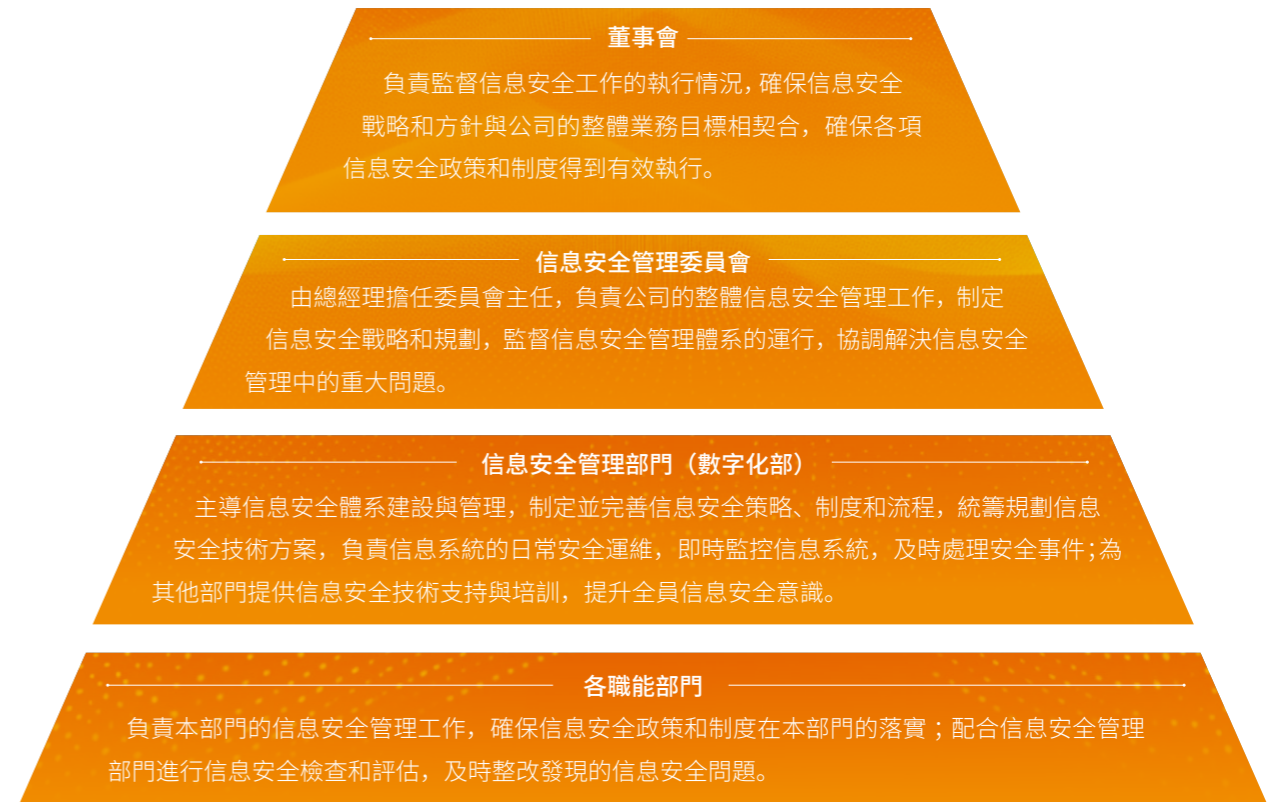 董事會
負責監督信息安全工作的執行情況，確保信息安全
戰略和方針與公司的整體業務目標相契合，確保各項
信息安全政策和制度得到有效執行。
信息安全管理委員會
由總經理擔任委員會主任，負責公司的整體信息安全管理工作，制定
信息安全戰略和規劃，監督信息安全管理體系的運行，協調解決信息安全
管理中的重大問題。
信息安全管理部門（數字化部）
主導信息安全體系建設與管理，制定並完善信息安全策略、制度和流程，統籌規劃信息
安全技術方案，負責信息系統的日常安全運維，即時監控信息系統，及時處理安全事件；為
其他部門提供信息安全技術支持與培訓，提升全員信息安全意識。
各職能部門
負責本部門的信息安全管理工作，確保信息安全政策和制度在本部門的落實；配合信息安全管理
部門進行信息安全檢查和評估，及時整改發現的信息安全問題。